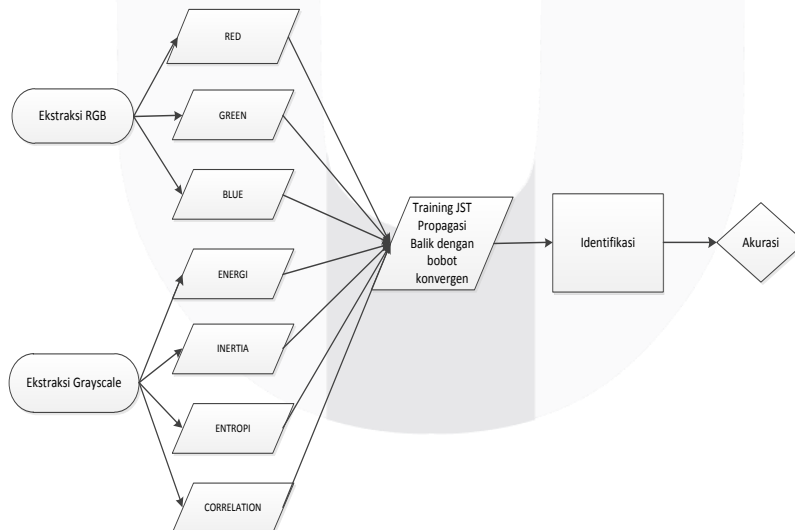 RED
Ekstraksi RGB
GREEN
BLUE
Training JST
Propagasi
Balik dengan
bobot
konvergen
Identifikasi
Akurasi
ENERGI
INERTIA
Ekstraksi Grayscale
ENTROPI
CORRELATION